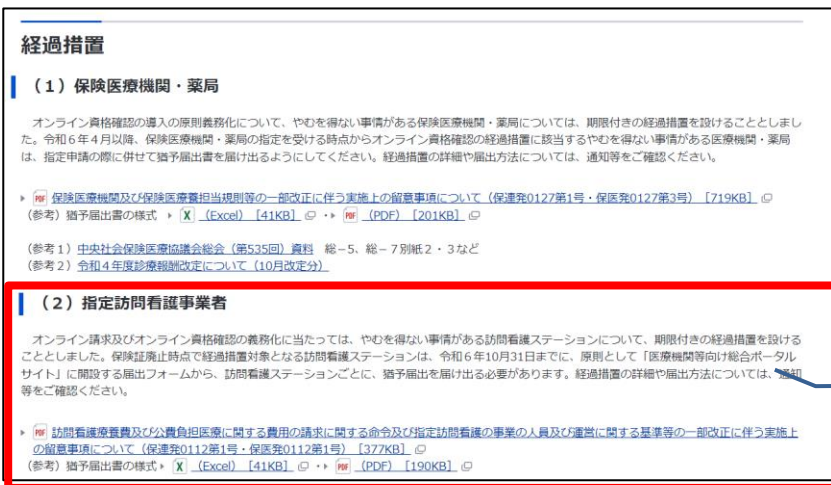 経過措置
（１）保険医療機関・薬局
オンライン資格確認の導入の原則義務化について、やむを得ない事情がある保険医療機関・薬局については、期限付きの経過措置を設けることとしまし
た。令和６年４月以降、保険医療機関・薬局の指定を受ける時点からオンライン資格確認の経過措置に該当するやむを得ない事情がある医療機関・薬局
は、指定申請の際に併せて猶予届出書を届け出るようにしてください。経過措置の詳細や届出方法については、通知等をご確認ください。
PDF 保険医療機関及び保険医療養担当規則等の一部改正に伴う実施上の留意事項について（保連発0127第1号・保医発0127第3号）［719KB］
（参考）猶予届出書の様式 X （Excel）［41KB］ ・ PDF （PDF）［201KB］
（参考１）中央社会保険医療協議会総会（第535回）資料 総－5、総－７別紙２・３など
（参考２）令和４年度診療報酬改定について（10月改定分）
（２）指定訪問看護事業者
オンライン請求及びオンライン資格確認の義務化に当たっては、やむを得ない事情がある訪問看護ステーションについて、期限付きの経過措置を設ける
こととしました。保険証廃止時点で経過措置対象となる訪問看護ステーションは、令和６年10月31日までに、原則として「医療機関等向け総合ポータル
サイト」に開設する届出フォームから、訪問看護ステーションごとに、猶予届出を届け出る必要があります。経過措置の詳細や届出方法については、通知
等をご確認ください。
PDF 訪問看護療養費及び公費負担医療に関する費用の請求に関する命令及び指定訪問看護の事業の人員及び運営に関する基準等の一部改正に伴う実施上
の留意事項について（保連発0112第1号・保医発0112第1号）［377KB］
（参考）猶予届出書の様式 X （Excel）［41KB］ ・ PDF （PDF）［190KB］